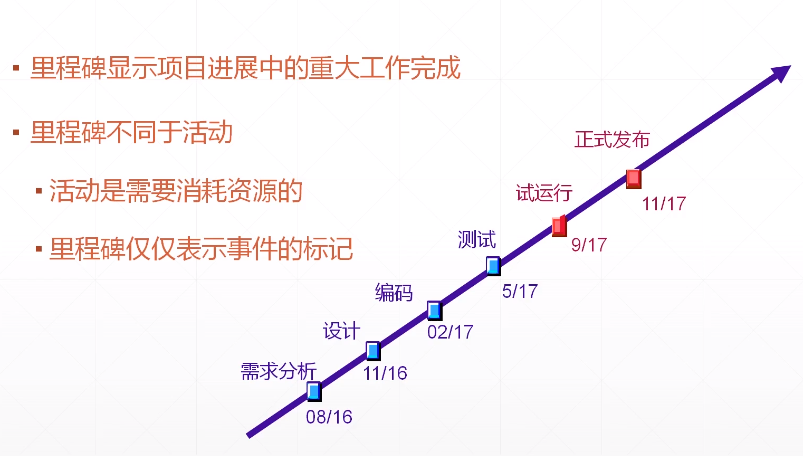 ▪ 里程碑显示项目进展中的重大工作完成
▪ 里程碑不同于活动
▪ 活动是需要消耗资源的
▪ 里程碑仅仅表示事件的标记
正式发布
11/17
试运行
9/17
测试
5/17
编码
02/17
设计
11/16
需求分析
08/16